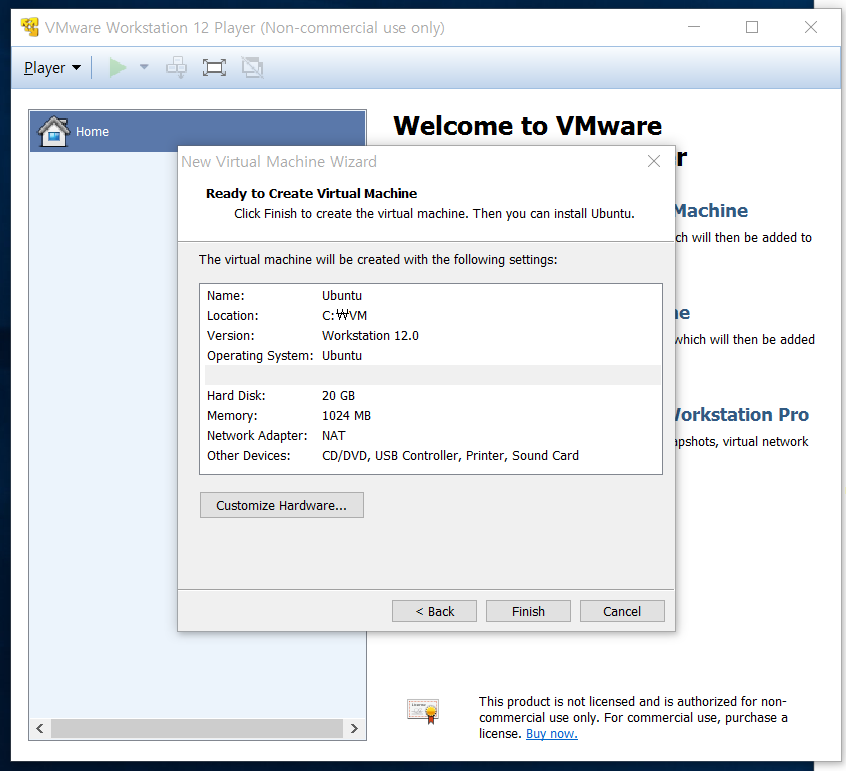 VMware Workstation 12 Player (Non-commercial use only)
Player
Home
Welcome to VMware
r
Machine
ch will then be added to
ne
which will then be added
Workstation Pro
apshots, virtual network
New Virtual Machine Wizard
Ready to Create Virtual Machine
Click Finish to create the virtual machine. Then you can install Ubuntu.
The virtual machine will be created with the following settings:
Name: Ubuntu
Location: C:₩VM
Version: Workstation 12.0
Operating System: Ubuntu
Hard Disk: 20 GB
Memory: 1024 MB
Network Adapter: NAT
Other Devices: CD/DVD, USB Controller, Printer, Sound Card
Customize Hardware...
< Back Finish Cancel
This product is not licensed and is authorized for non-
commercial use only. For commercial use, purchase a
license. Buy now.